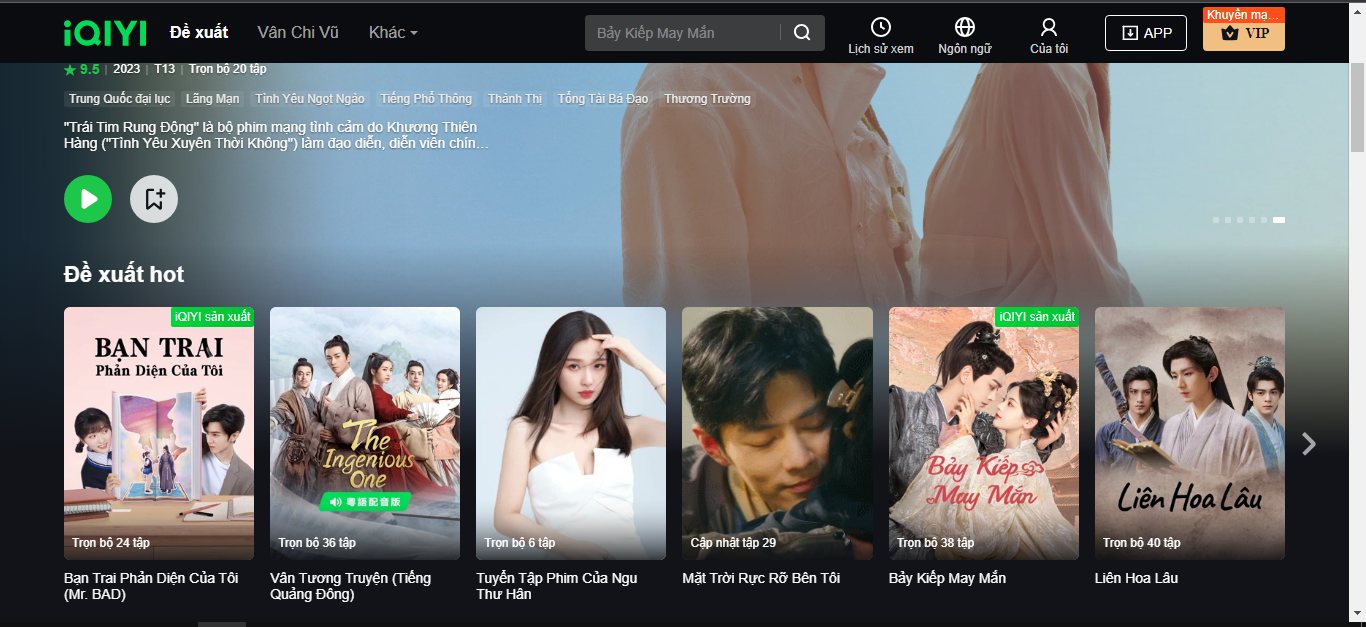 iQIYI
Đề xuất
Vân Chi Vũ
Khác
Bảy Kiếp May Mắn
Lịch sử xem
Ngôn ngữ
Của tôi
APP
Khuyến mạ...
VIP
9.5 | 2023 | T13 | Trọn bộ 20 tập
Trung Quốc đại lục Lãng Mạn Tình Yêu Ngọt Ngào Tiếng Phổ Thông Thành Thị Tổng Tài Bá Đạo Thương Trường
"Trái Tim Rung Động" là bộ phim mạng tình cảm do Khương Thiên
Hàng ("Tình Yêu Xuyên Thời Không") làm đạo diễn, diễn viên chín...
Đề xuất hot
iQIYI sản xuất
BẠN TRAI
Phản Diện Của Tôi
Trọn bộ 24 tập
Bạn Trai Phản Diện Của Tôi
(Mr. BAD)
The
Ingenious
One
粤語配音版
Trọn bộ 36 tập
Vân Tương Truyện (Tiếng
Quảng Đông)
Trọn bộ 6 tập
Tuyển Tập Phim Của Ngu
Thư Hân
Cập nhật tập 29
Mặt Trời Rực Rỡ Bên Tôi
iQIYI sản xuất
Bảy Kiếp
May Mắn
Trọn bộ 38 tập
Bảy Kiếp May Mắn
Liên Hoa Lâu
Trọn bộ 40 tập
Liên Hoa Lâu